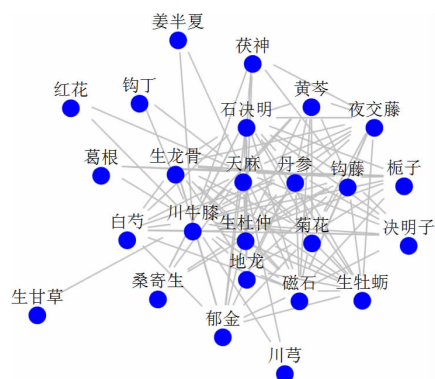 姜半夏
茯神
红花
钩丁
黄芩
石决明
夜交藤
葛根
生龙骨
天麻
丹参
钩藤
栀子
白芍
川牛膝
生杜仲
菊花
决明子
地龙
生甘草
桑寄生
磁石
生牡蛎
郁金
川芎